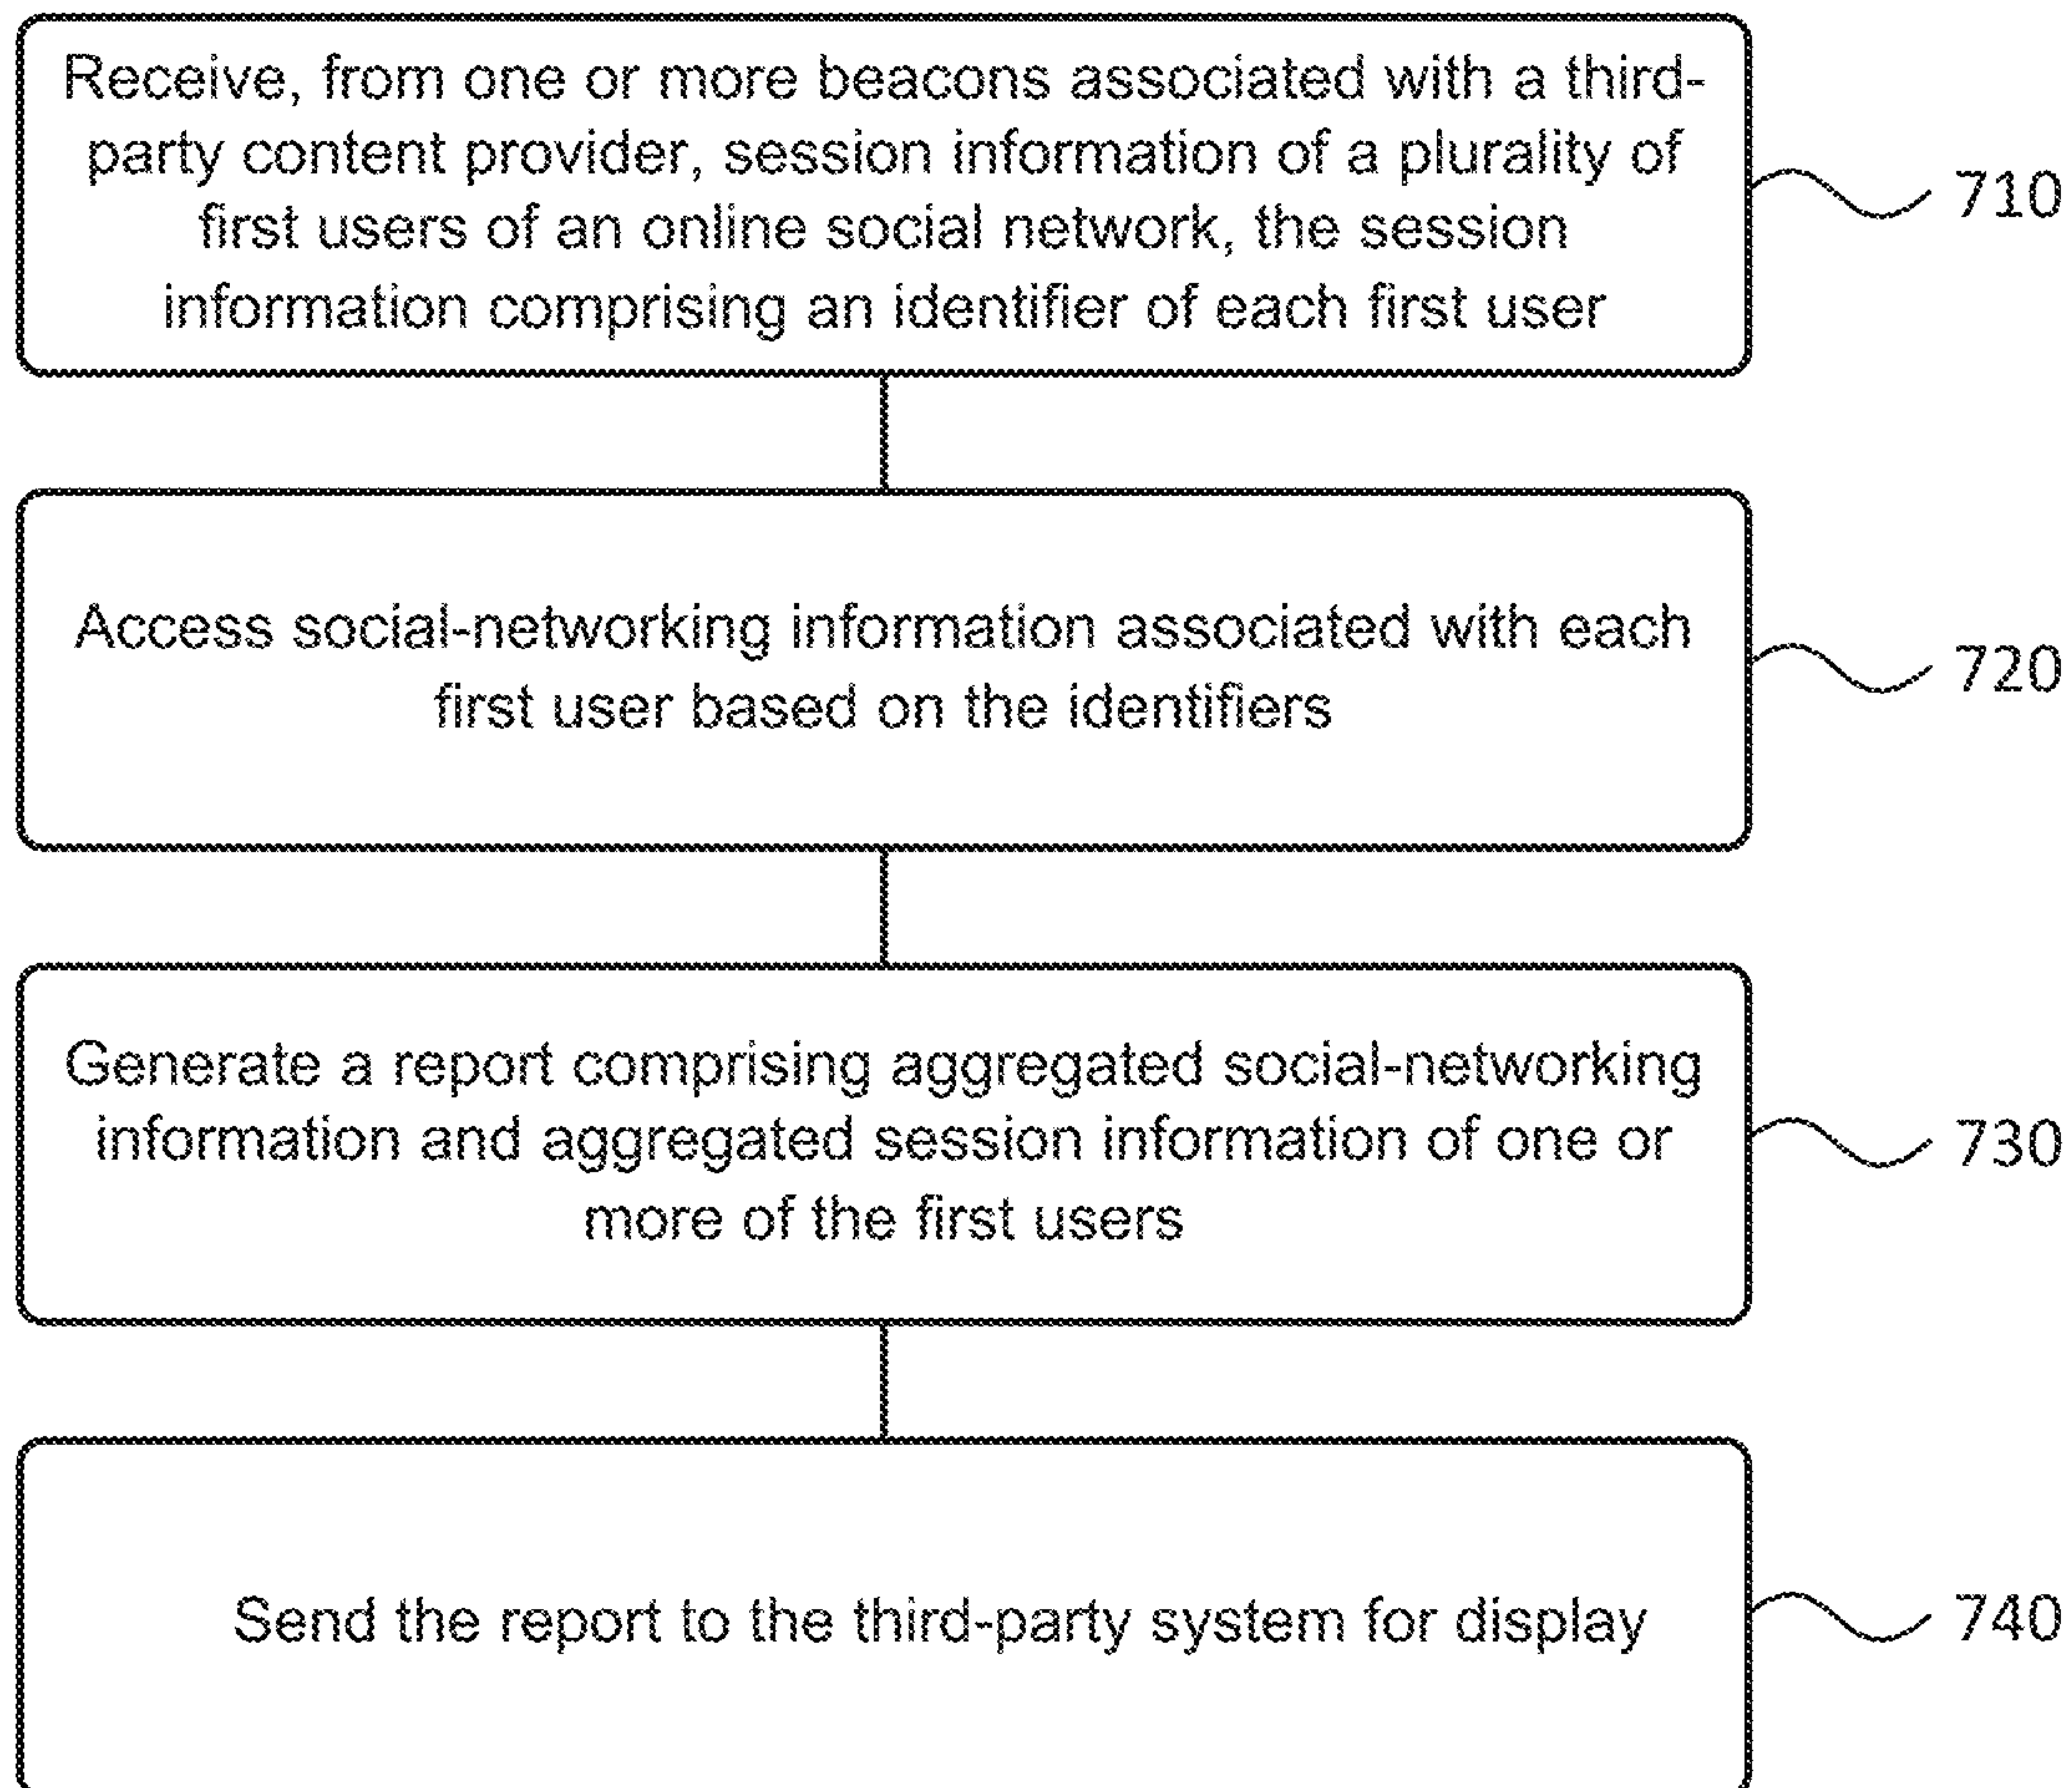 Receive, from one or more beacons associated with a third-
party content provider, session information of a plurality of
first users of an online social network, the session
information comprising an identifier of each first user
710
Access social-networking information associated with each
first user based on the identifiers
720
Generate a report comprising aggregated social-networking
information and aggregated session information of one or
more of the first users
730
Send the report to the third-party system for display
740